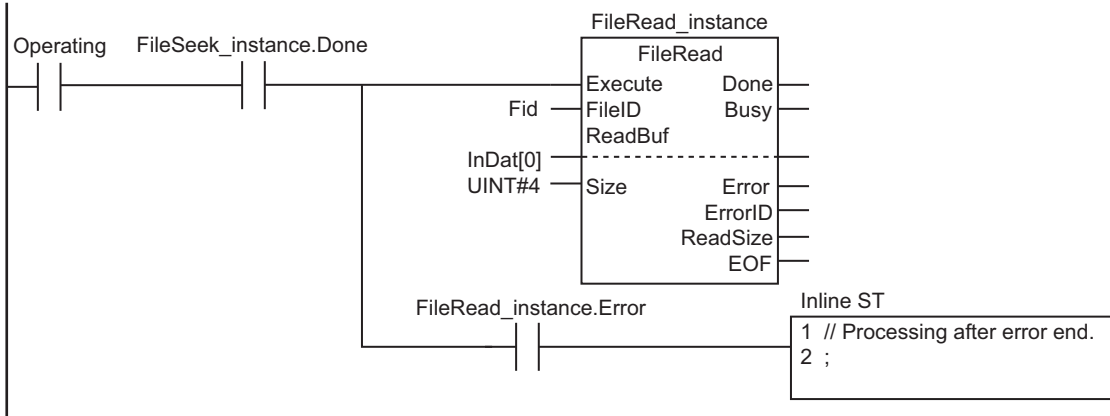 FileRead_instance
Operating FileSeek_instance.Done
FileRead
Execute Done
Fid FileID Busy
ReadBuf
InDat[0]
UINT#4 Size Error
ErrorID
ReadSize
EOF
FileRead_instance.Error Inline ST
1 // Processing after error end.
2 ;